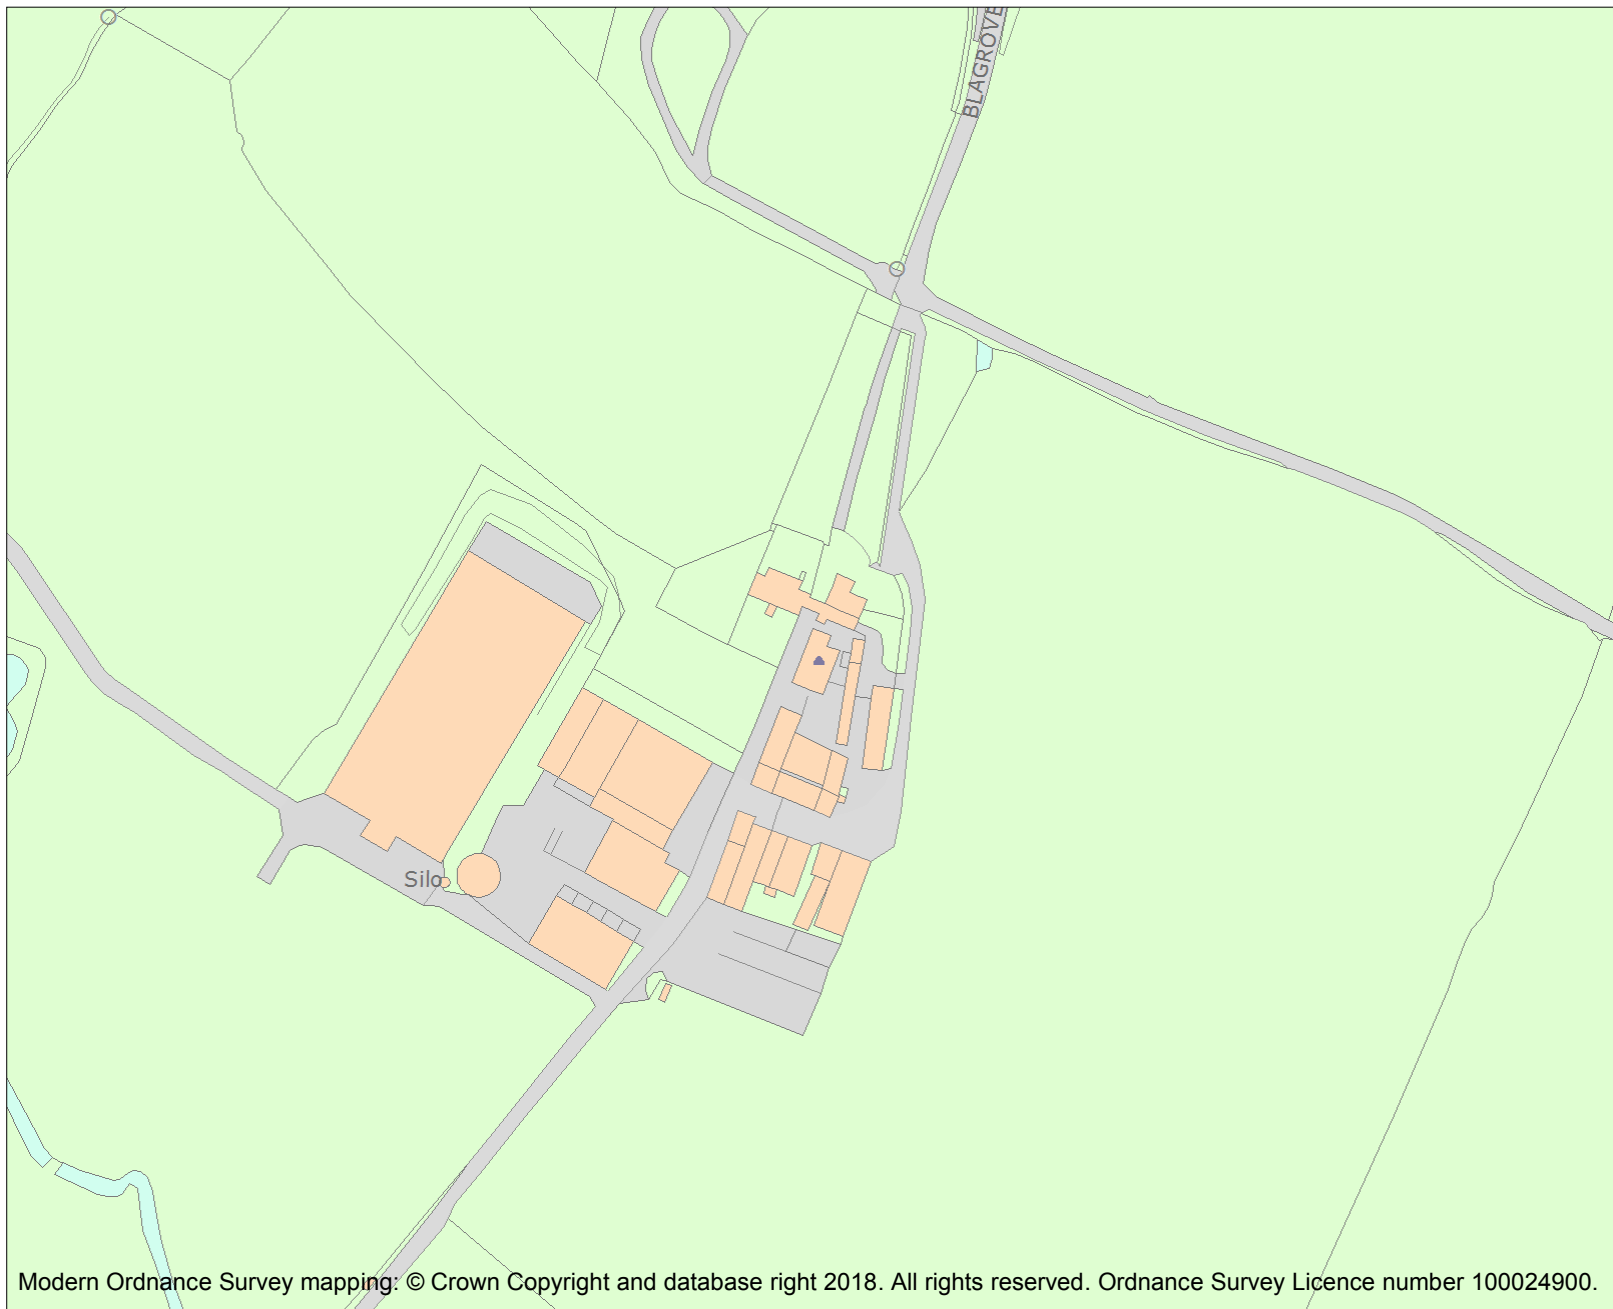 BLAGROVE
Silo
Modern Ordnance Survey mapping: © Crown Copyright and database right 2018. All rights reserved. Ordnance Survey Licence number 100024900.